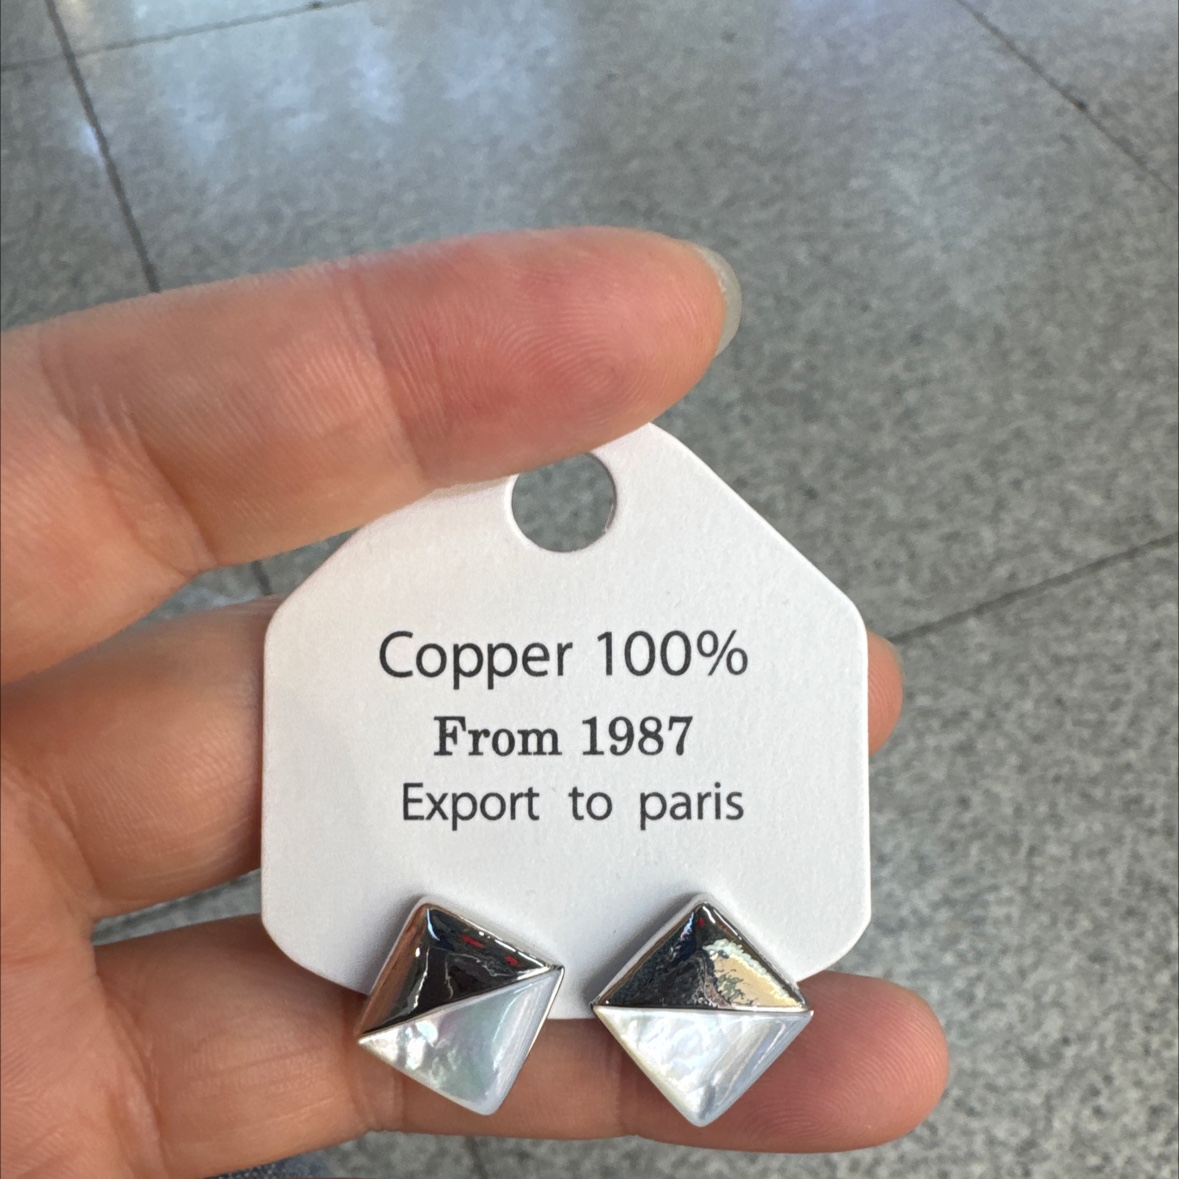 Copper 100%
From 1987
Export to paris